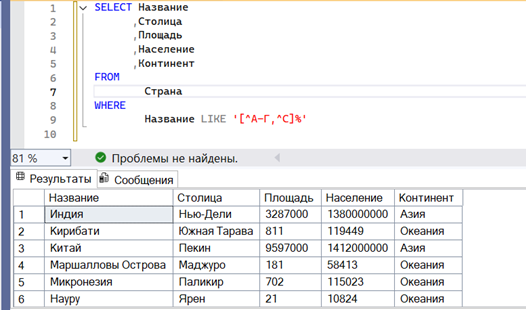 1 SELECT Название
2 ,Столица
3 ,Площадь
4 ,Население
5 ,Континент
6 FROM
7 Страна
8 WHERE
9 Название LIKE '[^А-Г,^С]%'
10
81 % Проблемы не найдены.
Результаты Сообщения
Название Столица Площадь Население Континент
1 Индия Нью-Дели 3287000 1380000000 Азия
2 Кирибати Южная Тарава 811 119449 Океания
3 Китай Пекин 9597000 1412000000 Азия
4 Маршалловы Острова Маджуро 181 58413 Океания
5 Микронезия Паликир 702 115023 Океания
6 Науру Ярен 21 10824 Океания